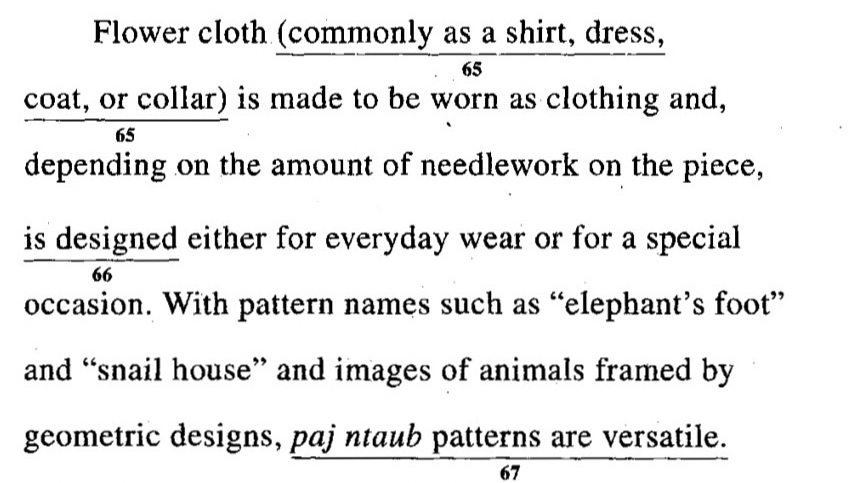 Flower cloth (commonly as a shirt, dress,
65
coat, or collar) is made to be worn as clothing and,
65
depending on the amount of needlework on the piece,
is designed either for everyday wear or for a special
66
occasion. With pattern names such as “elephant’s foot”
and “snail house” and images of animals framed by
geometric designs, paj ntaub patterns are versatile.
67